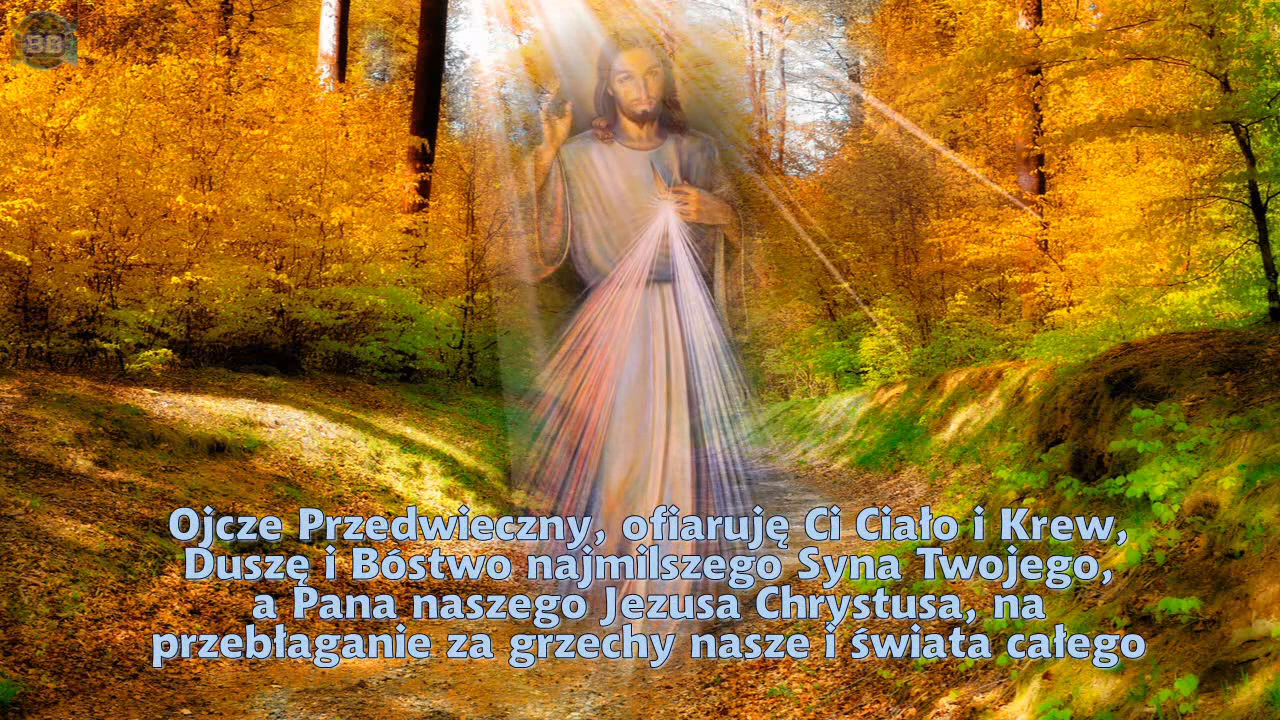 BB
Ojcze Przedwieczny, ofiaruję Ci Ciało i Krew,
Duszę i Bóstwo najmilszego Syna Twojego,
a Pana naszego Jezusa Chrystusa, na
przebłaganie za grzechy nasze i świata całego